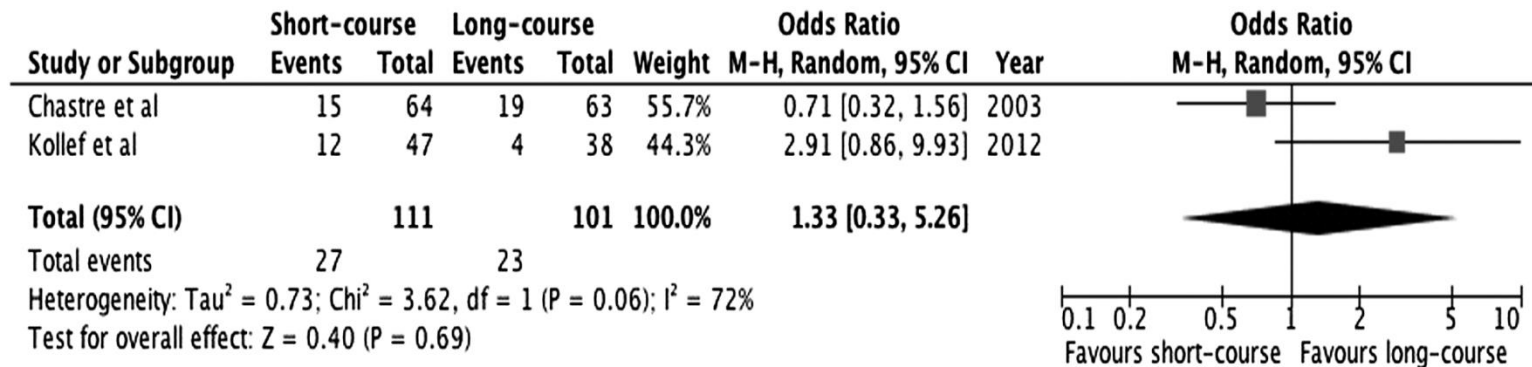 Short-course Long-course Odds Ratio Odds Ratio
Study or Subgroup Events Total Events Total Weight M-H, Random, 95% CI Year M-H, Random, 95% CI
Chastre et al 15 64 19 63 55.7% 0.71 [0.32, 1.56] 2003
Kollef et al 12 47 4 38 44.3% 2.91 [0.86, 9.93] 2012
Total (95% CI) 111 101 100.0% 1.33 [0.33, 5.26]
Total events 27 23
Heterogeneity: Tau² = 0.73; Chi² = 3.62, df = 1 (P = 0.06); I² = 72%
Test for overall effect: Z = 0.40 (P = 0.69)
0.1 0.2 0.5 1 2 5 10
Favours short-course Favours long-course